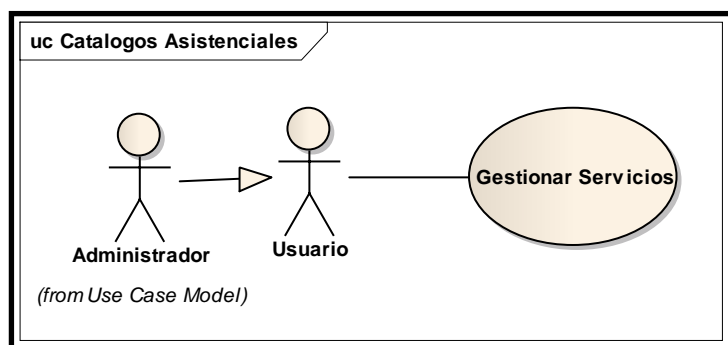 uc Catalogos Asistenciales
Gestionar Servicios
Administrador
Usuario
(from Use Case Model)